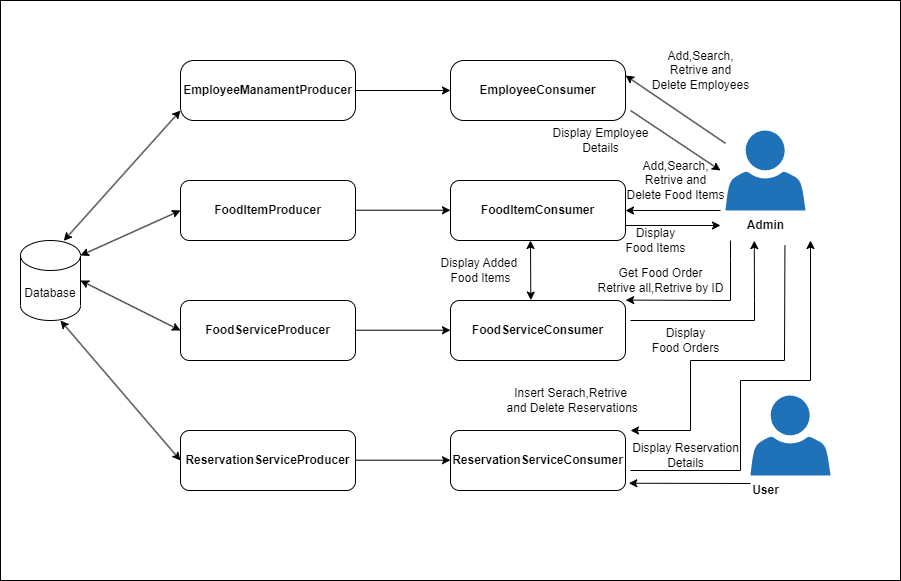 Add,Search,
Retrive and
Delete Employees
EmployeeManamentProducer
EmployeeConsumer
Display Employee
Details
Add,Search,
Retrive and
Delete Food Items
FoodItemProducer
FoodItemConsumer
Admin
Display
Food Items
Display Added
Food Items
Get Food Order
Retrive all,Retrive by ID
Database
FoodServiceProducer
FoodServiceConsumer
Display
Food Orders
Insert Serach,Retrive
and Delete Reservations
Display Reservation
Details
ReservationServiceProducer
ReservationServiceConsumer
User